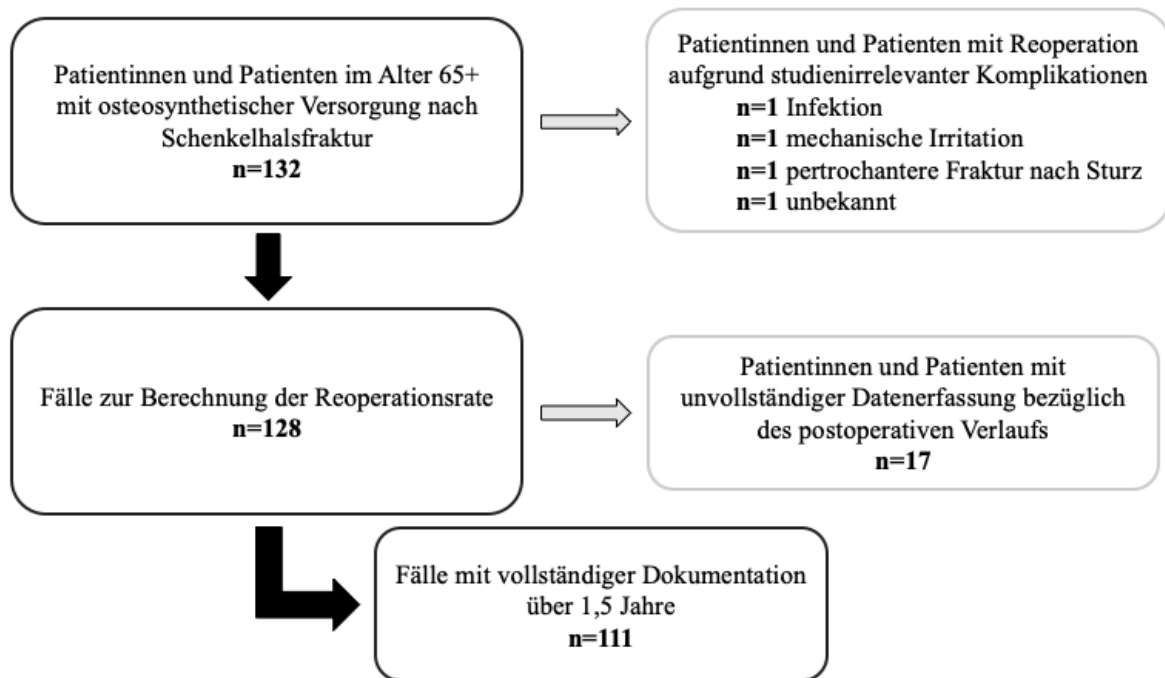 Patientinnen und Patienten im Alter 65+
mit osteosynthetischer Versorgung nach
Schenkelhalsfraktur
n=132
Patientinnen und Patienten mit Reoperation
aufgrund studienirrelevanter Komplikationen
n=1 Infektion
n=1 mechanische Irritation
n=1 pertrochantere Fraktur nach Sturz
n=1 unbekannt
Fälle zur Berechnung der Reoperationsrate
n=128
Patientinnen und Patienten mit
unvollständiger Datenerfassung bezüglich
des postoperativen Verlaufs
n=17
Fälle mit vollständiger Dokumentation
über 1,5 Jahre
n=111